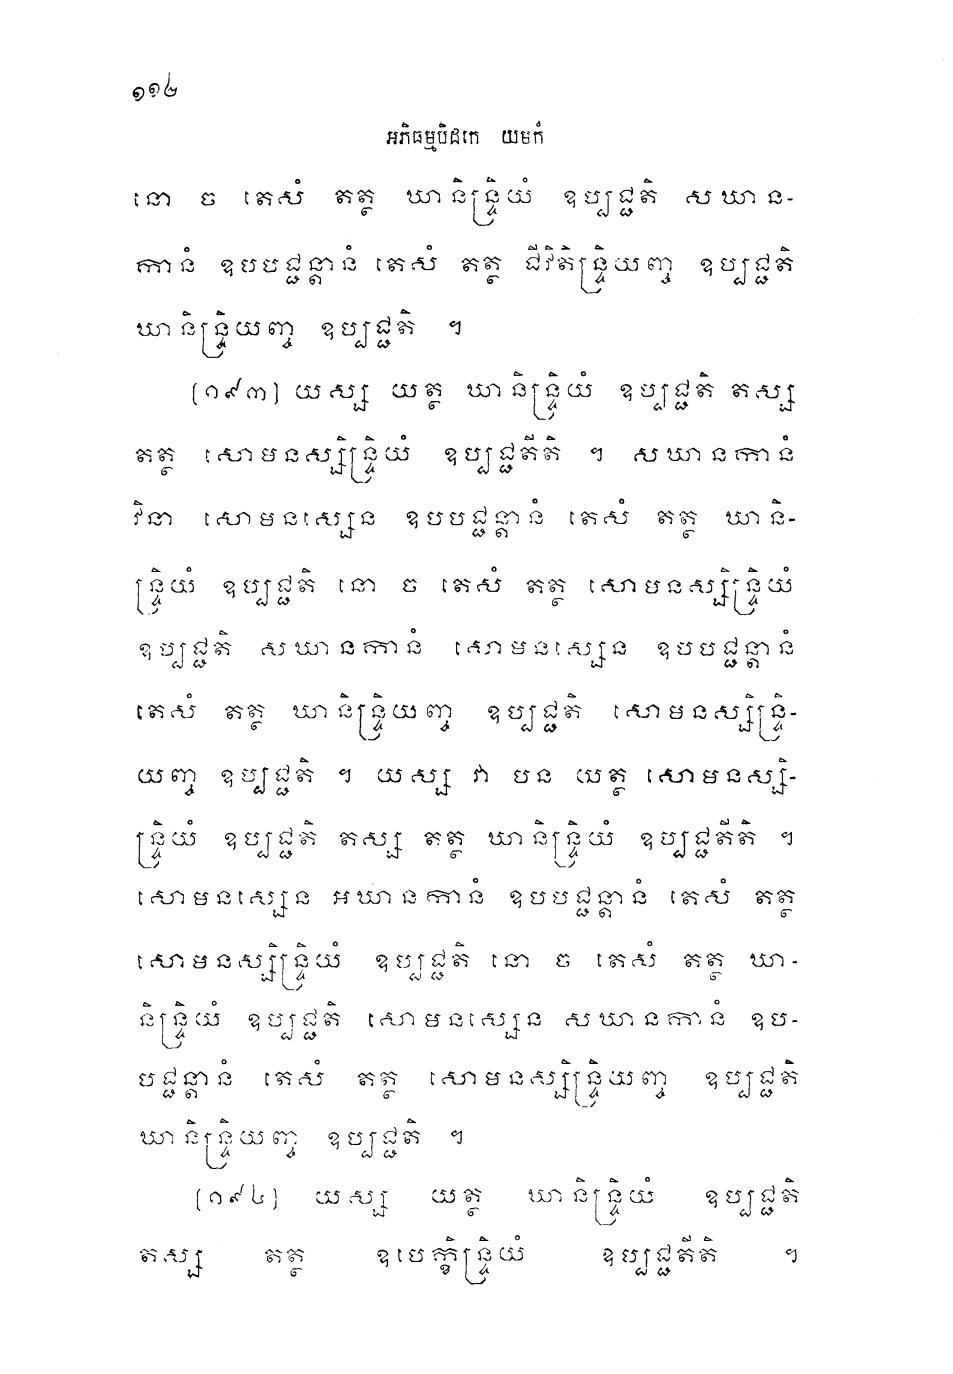 ១១៤
អភិធម្មបិដកេ យមកំ
នោ ច តេសំ តត្ថ ឃានិន្ទ្រិយំ ឧប្បជ្ជតិ សឃាន-
កានំ ឧបបជ្ជន្តានំ តេសំ តត្ថ ជីវិតិន្ទ្រិយញ្ច ឧប្បជ្ជតិ
ឃានិន្ទ្រិយញ្ច ឧប្បជ្ជតិ ។
[១៩៣] យស្ស យត្ថ ឃានិន្ទ្រិយំ ឧប្បជ្ជតិ តស្ស
តត្ថ សោមនស្សិន្ទ្រិយំ ឧប្បជ្ជតីតិ ។ សឃានកានំ
វិនា សោមនស្សេន ឧបបជ្ជន្តានំ តេសំ តត្ថ ឃានិ-
ន្ទ្រិយំ ឧប្បជ្ជតិ នោ ច តេសំ តត្ថ សោមនស្សិន្ទ្រិយំ
ឧប្បជ្ជតិ សឃានកានំ សោមនស្សេន ឧបបជ្ជន្តានំ
តេសំ តត្ថ ឃានិន្ទ្រិយញ្ច ឧប្បជ្ជតិ សោមនស្សិន្ទ្រិ-
យញ្ច ឧប្បជ្ជតិ ។ យស្ស វា បន យត្ថ សោមនស្សិ-
ន្ទ្រិយំ ឧប្បជ្ជតិ តស្ស តត្ថ ឃានិន្ទ្រិយំ ឧប្បជ្ជតីតិ ។
សោមនស្សេន អឃានកានំ ឧបបជ្ជន្តានំ តេសំ តត្ថ
សោមនស្សិន្ទ្រិយំ ឧប្បជ្ជតិ នោ ច តេសំ តត្ថ ឃា-
និន្ទ្រិយំ ឧប្បជ្ជតិ សោមនស្សេន សឃានកានំ ឧប-
បជ្ជន្តានំ តេសំ តត្ថ សោមនស្សិន្ទ្រិយញ្ច ឧប្បជ្ជតិ
ឃានិន្ទ្រិយញ្ច ឧប្បជ្ជតិ ។
[១៩៤] យស្ស យត្ថ ឃានិន្ទ្រិយំ ឧប្បជ្ជតិ
តស្ស តត្ថ ឧបេក្ខិន្ទ្រិយំ ឧប្បជ្ជតីតិ ។